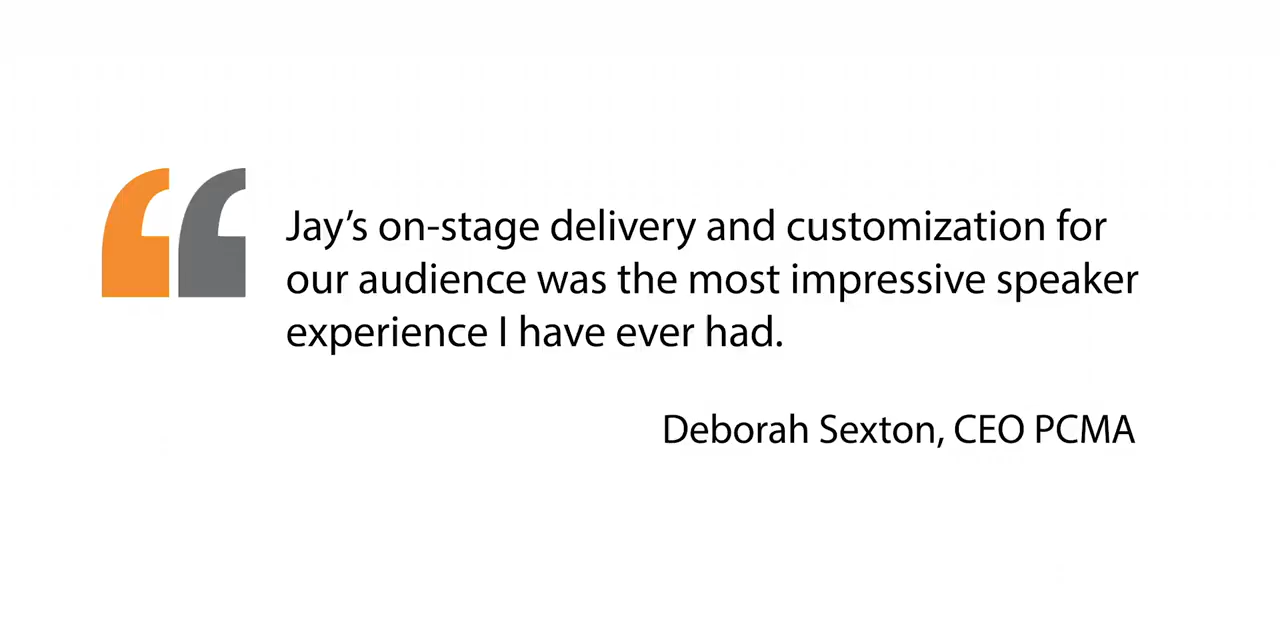 Jay’s on-stage delivery and customization for
our audience was the most impressive speaker
experience I have ever had.
Deborah Sexton, CEO PCMA